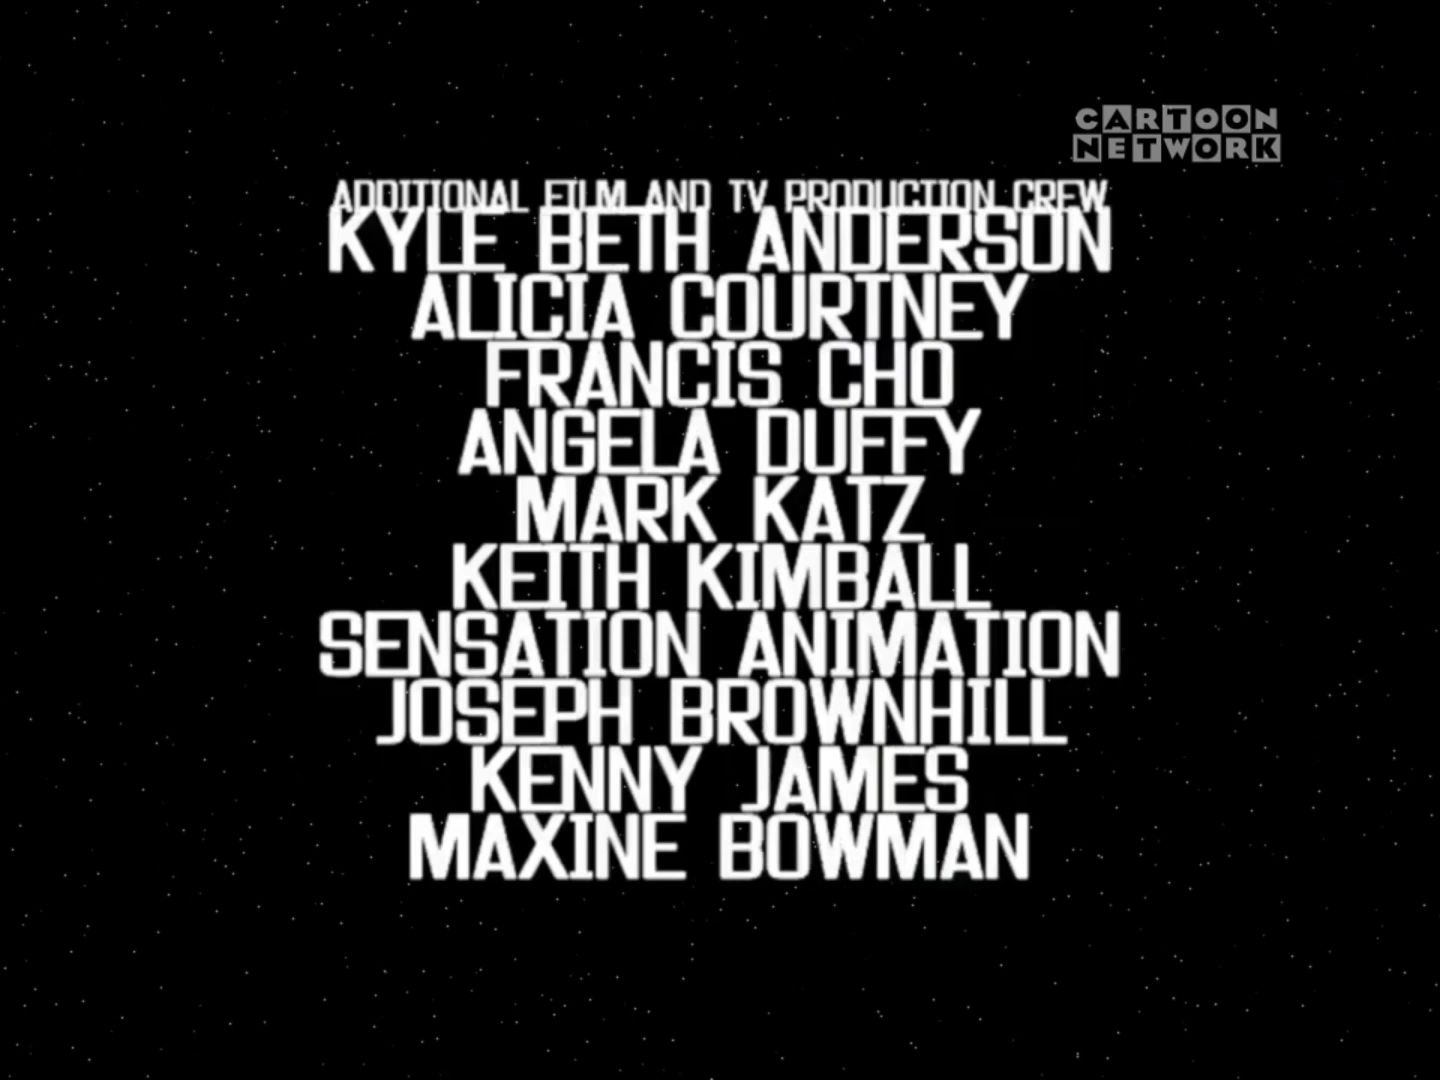 CARTOON
NETWORK
ADDITIONAL FILM AND TV PRODUCTION CREW
KYLE BETH ANDERSON
ALICIA COURTNEY
FRANCIS CHO
ANGELA DUFFY
MARK KATZ
KEITH KIMBALL
SENSATION ANIMATION
JOSEPH BROWNHILL
KENNY JAMES
MAXINE BOWMAN